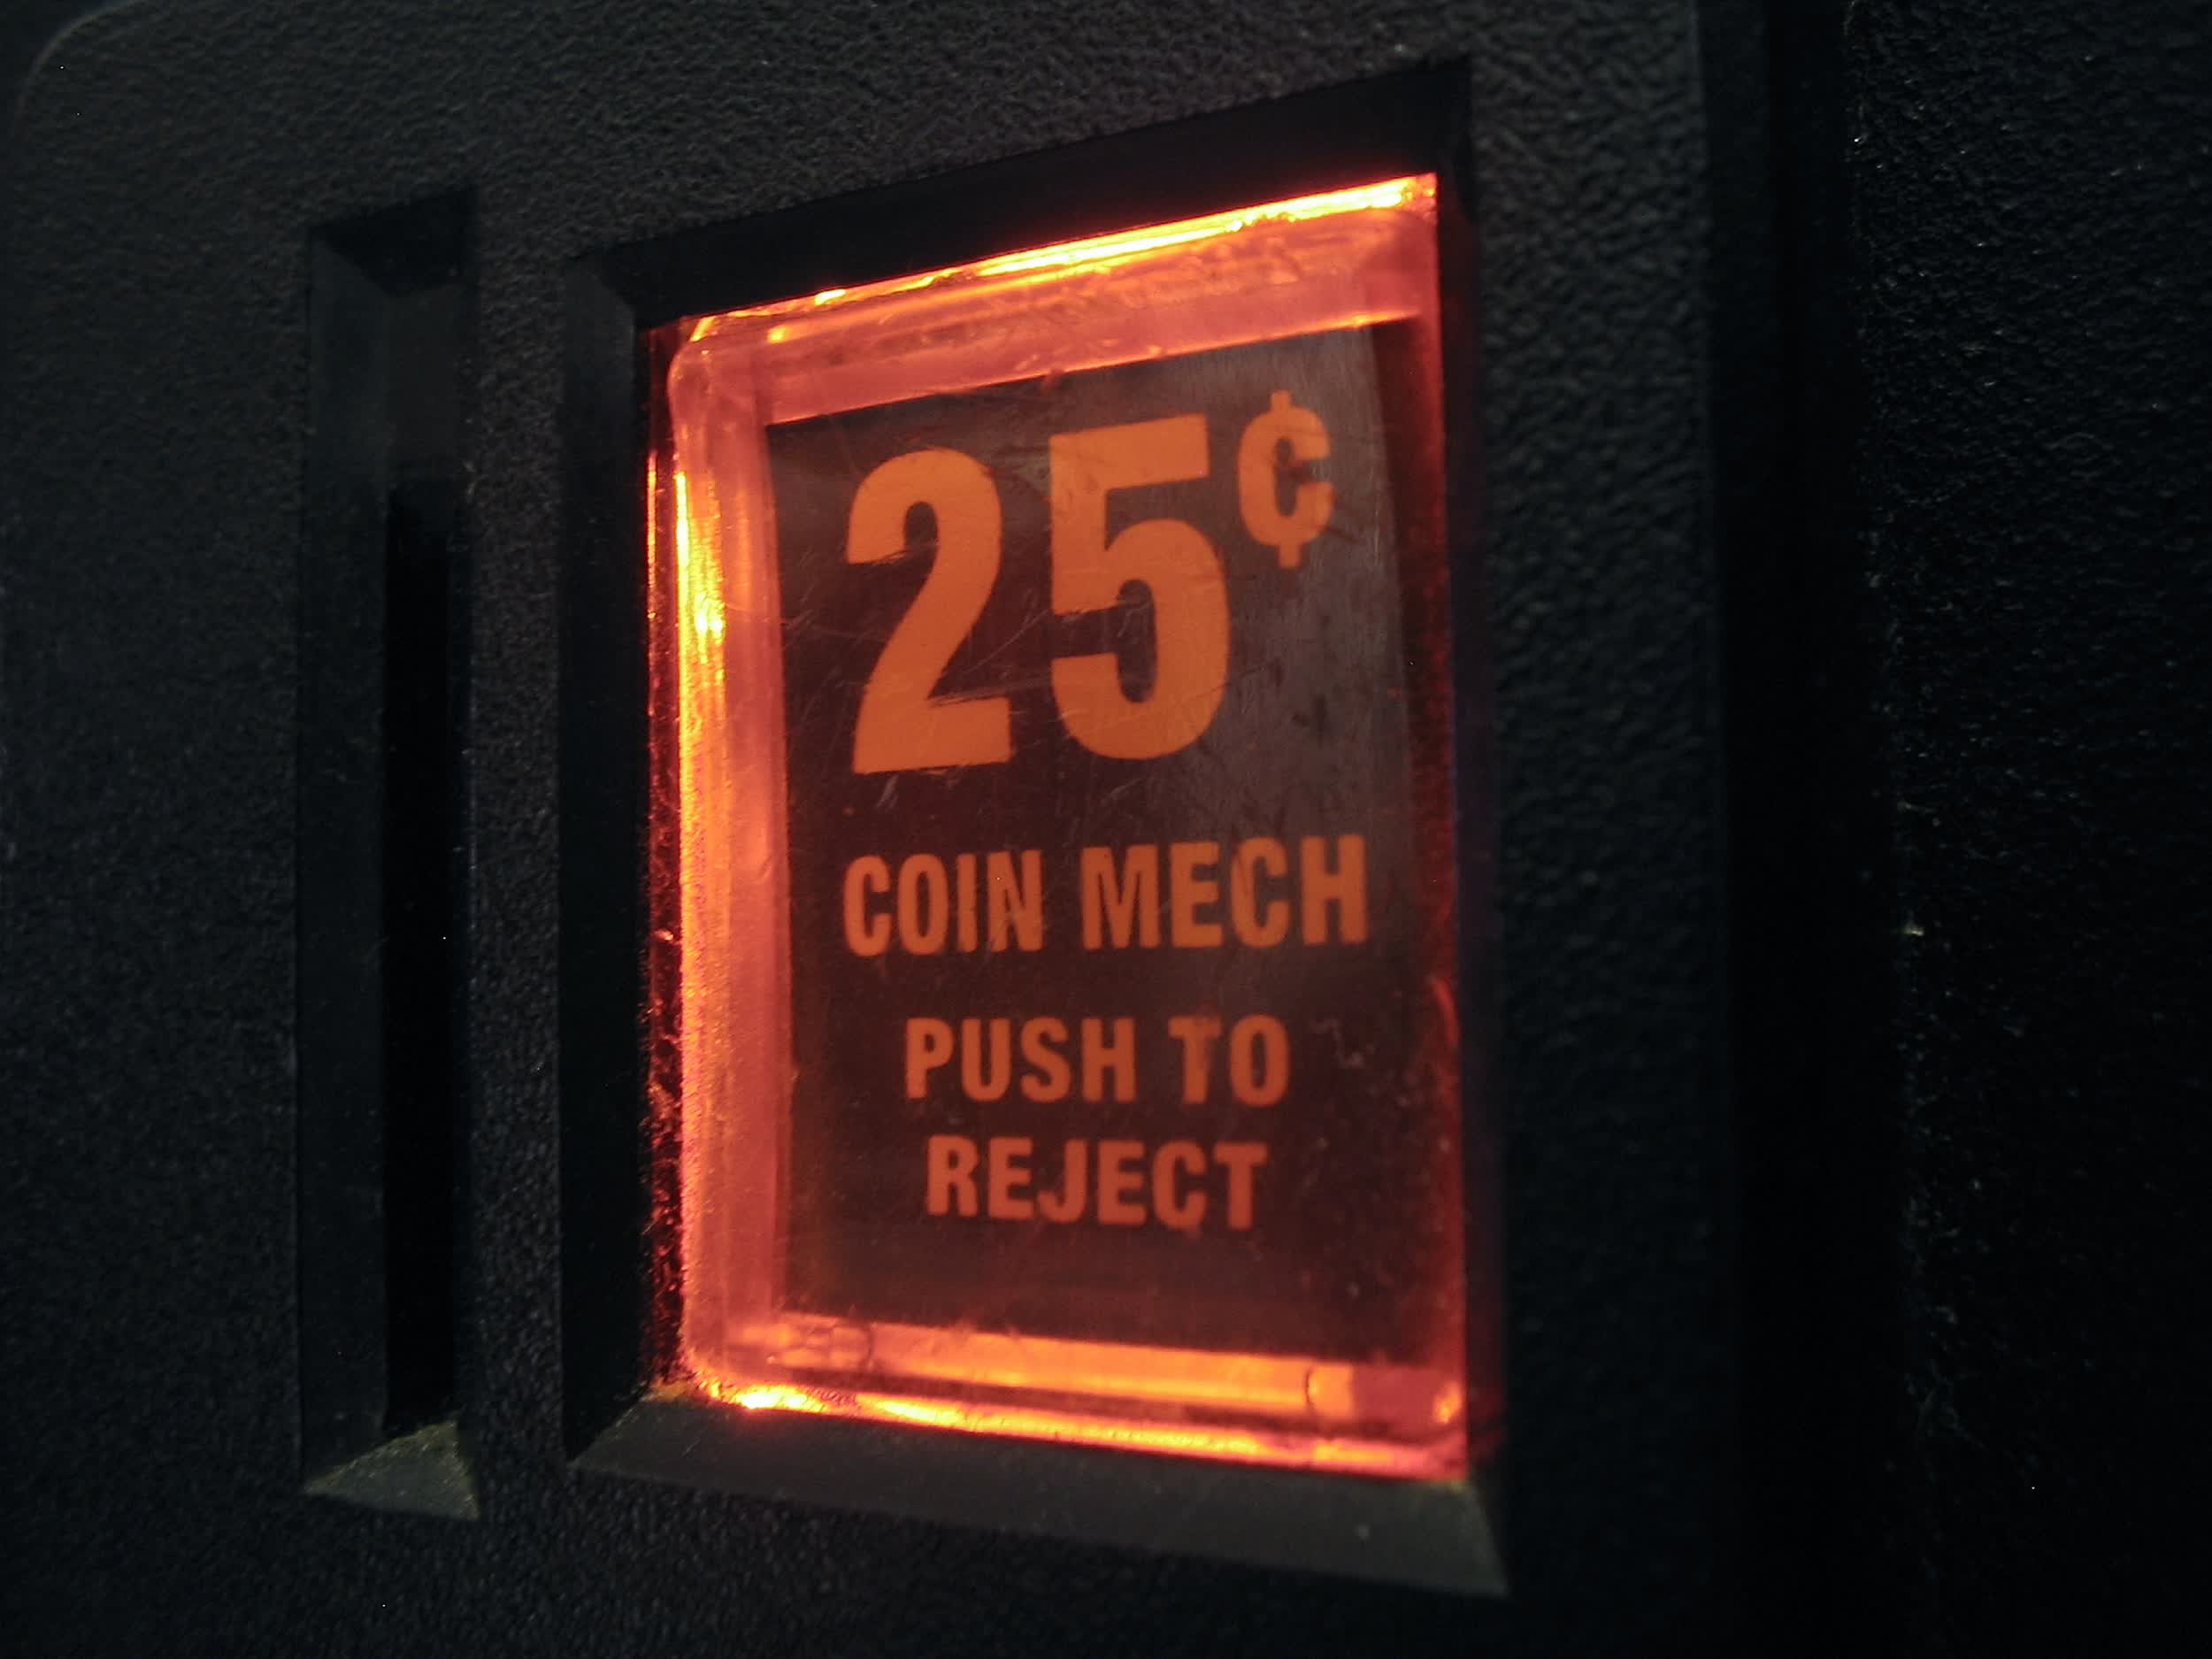 25¢
COIN MECH
PUSH TO
REJECT